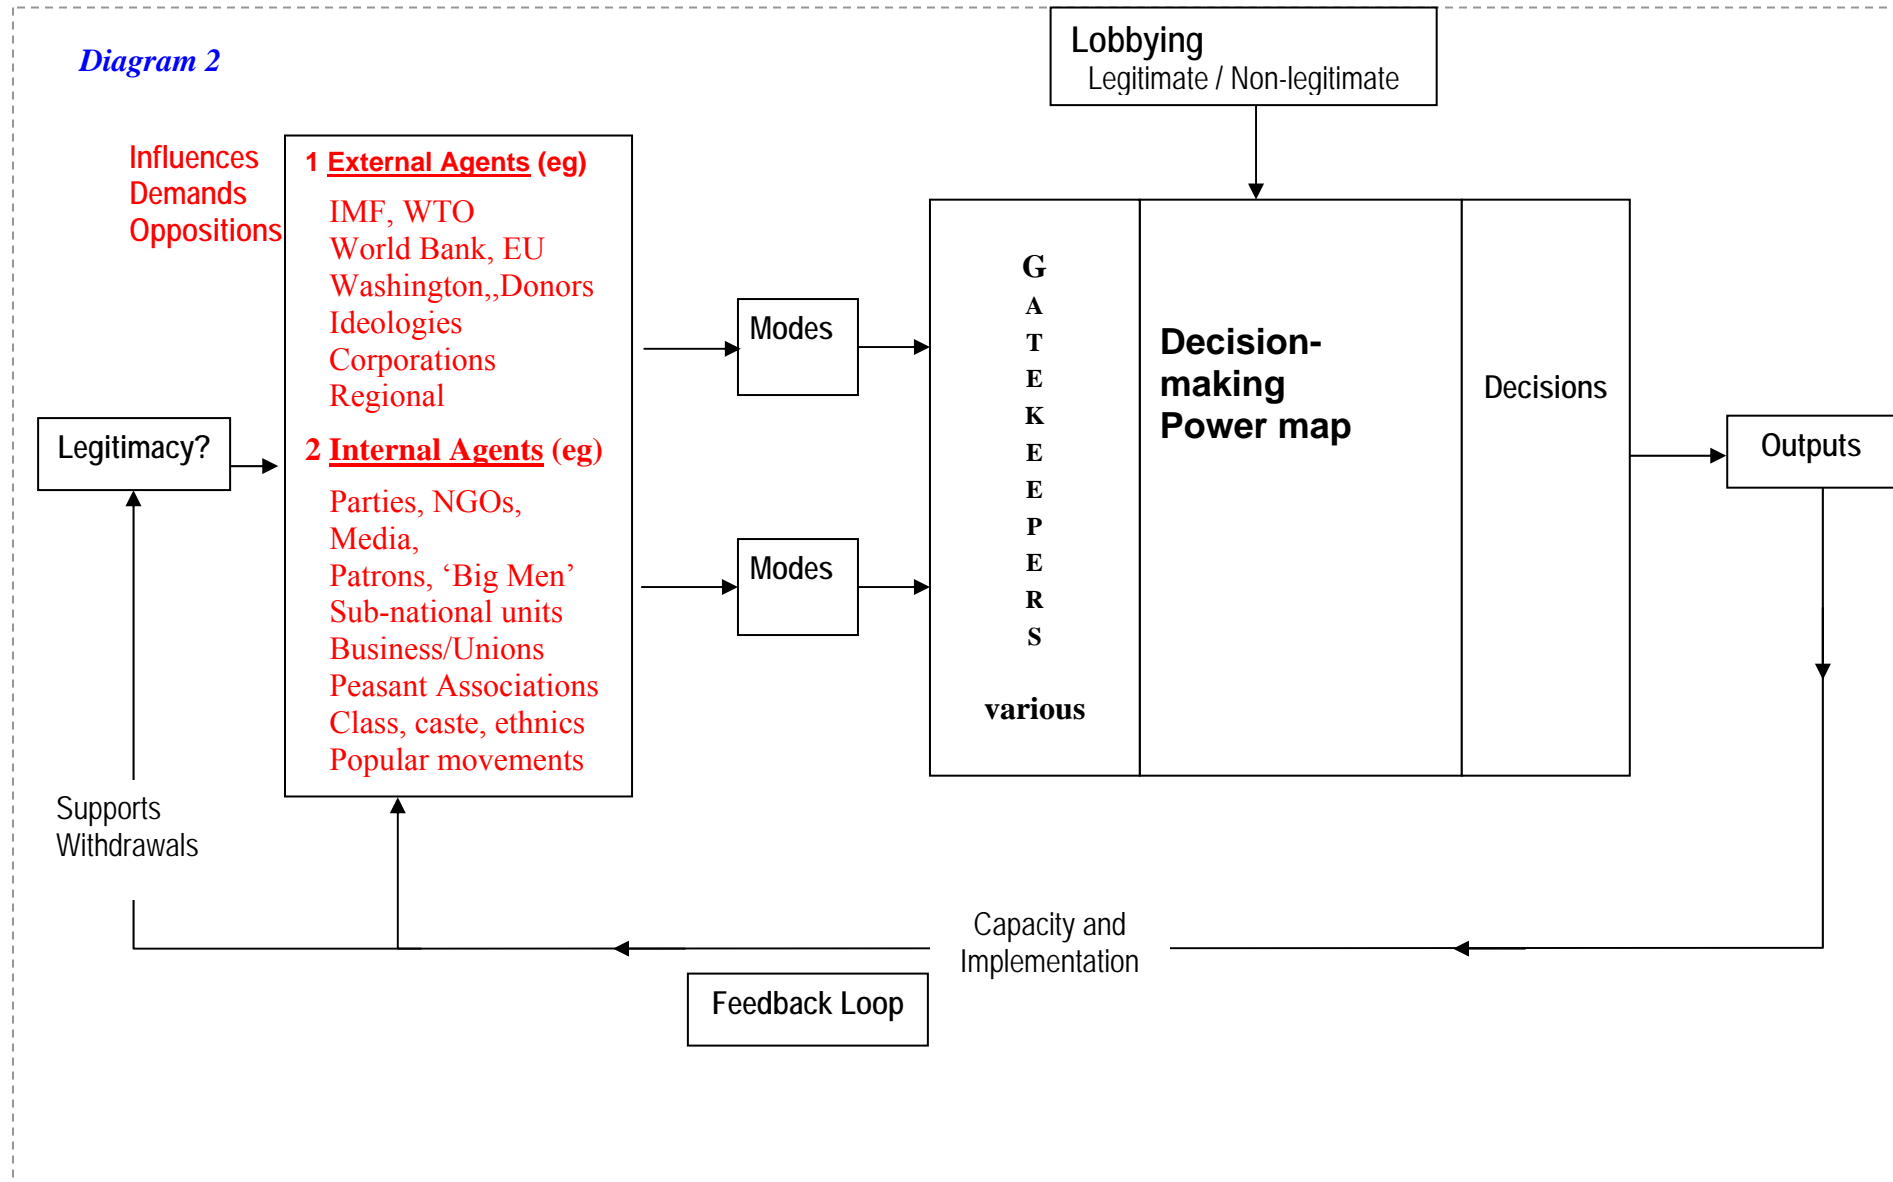 Diagram 2
Lobbying
Legitimate / Non-legitimate
Influences
Demands
Oppositions
1 External Agents (eg)
IMF, WTO
World Bank, EU
Washington,,Donors
Ideologies
Corporations
Regional
2 Internal Agents (eg)
Parties, NGOs,
Media,
Patrons, ‘Big Men’
Sub-national units
Business/Unions
Peasant Associations
Class, caste, ethnics
Popular movements
Legitimacy?
Modes
Modes
GATEKEEPERS
various
Decision-
making
Power map
Decisions
Outputs
Supports
Withdrawals
Capacity and
Implementation
Feedback Loop